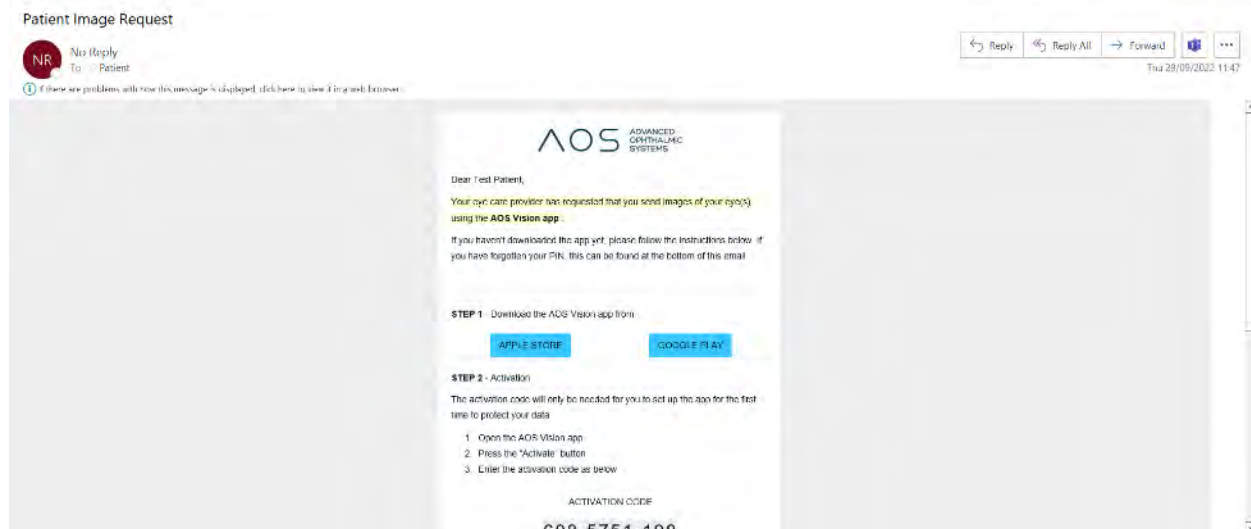 Patient Image Request
NR
No Reply
To Patient
Reply
Reply All
Forward
Thu 29/09/2022 11:47
If there are problems with how this message is displayed, click here to view it in a web browser.
AOS ADVANCED
OPHTHALMIC
SYSTEMS
Dear Test Patient,
Your eye care provider has requested that you send images of your eye(s)
using the AOS Vision app .
If you haven't downloaded the app yet, please follow the instructions below. If
you have forgotten your PIN, this can be found at the bottom of this email
STEP 1 - Download the AOS Vision app from
APPLE STORE
GOOGLE PLAY
STEP 2 - Activation
The activation code will only be needed for you to set up the app for the first
time to protect your data
1. Open the AOS Vision app
2. Press the "Activate" button
3. Enter the activation code as below
ACTIVATION CODE